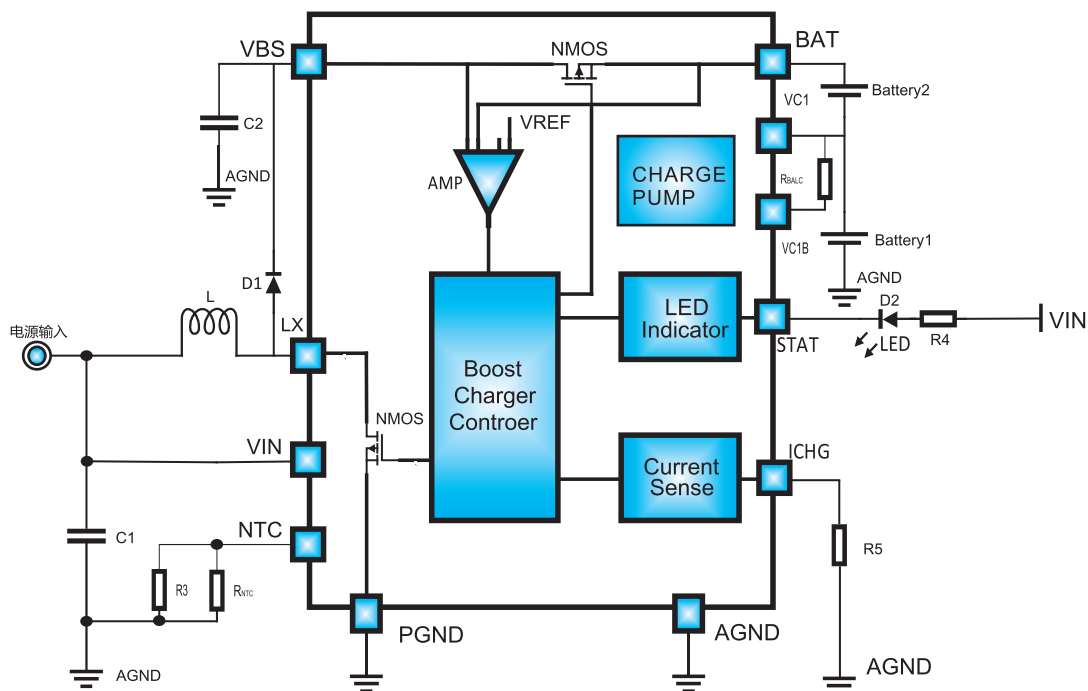 VBS
NMOS
BAT
C2
VREF
VC1
Battery2
AGND
AMP
CHARGE
PUMP
RBALC
VC1B
Battery1
AGND
D1
L
LX
电源输入
LED
Indicator
STAT
D2
LED
R4
VIN
Boost
Charger
Controer
NMOS
VIN
Current
Sense
ICHG
NTC
C1
R3
RNTC
R5
PGND
AGND
AGND
AGND